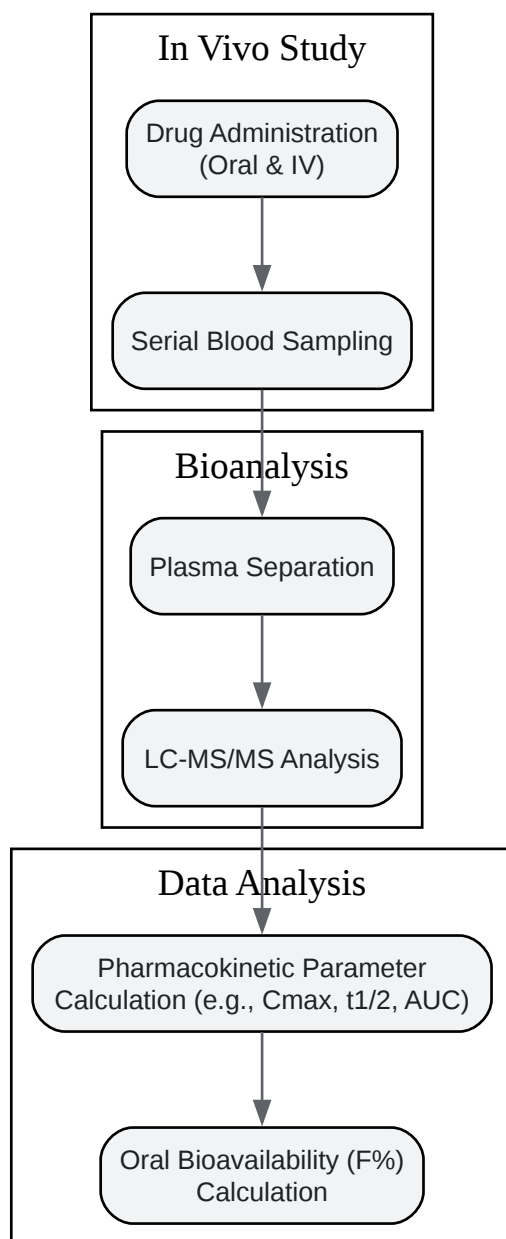 In Vivo Study
Drug Administration
(Oral & IV)
Serial Blood Sampling
Bioanalysis
Plasma Separation
LC-MS/MS Analysis
Data Analysis
Pharmacokinetic Parameter
Calculation (e.g., Cmax, t1/2, AUC)
Oral Bioavailability (F%)
Calculation